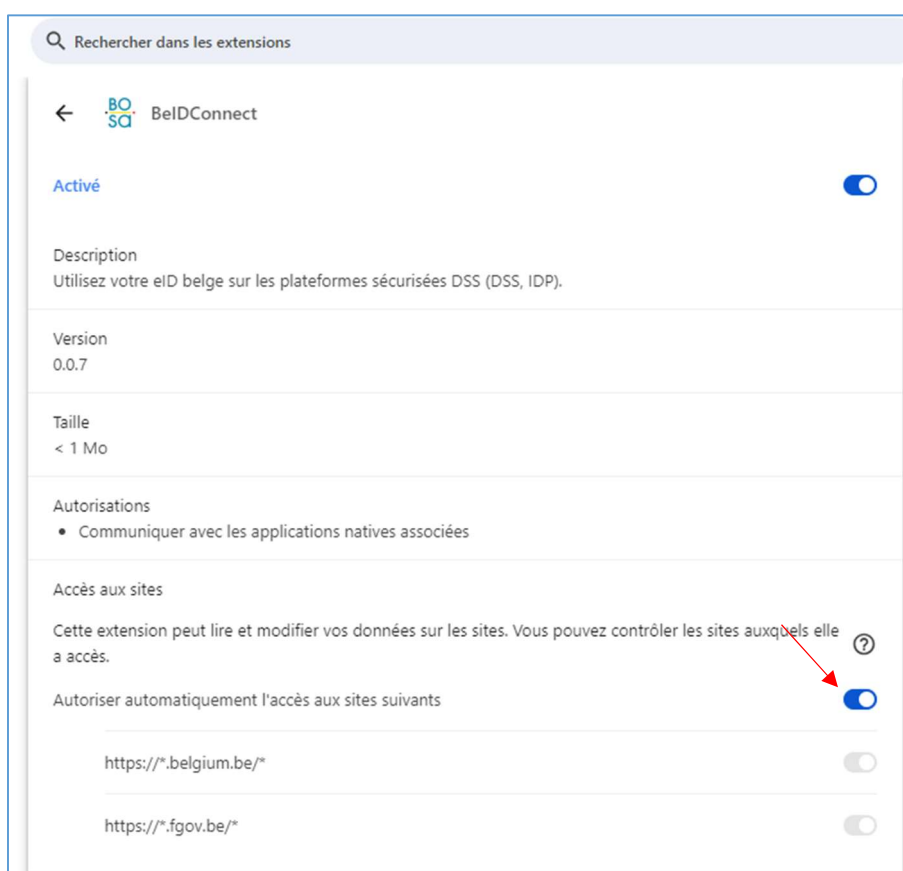 Rechercher dans les extensions
BO
SA
BeIDConnect
Activé
Description
Utilisez votre eID belge sur les plateformes sécurisées DSS (DSS, IDP).
Version
0.0.7
Taille
< 1 Mo
Autorisations
• Communiquer avec les applications natives associées
Accès aux sites
Cette extension peut lire et modifier vos données sur les sites. Vous pouvez contrôler les sites auxquels elle
a accès.
Autoriser automatiquement l'accès aux sites suivants
https://*.belgium.be/*
https://*.fgov.be/*